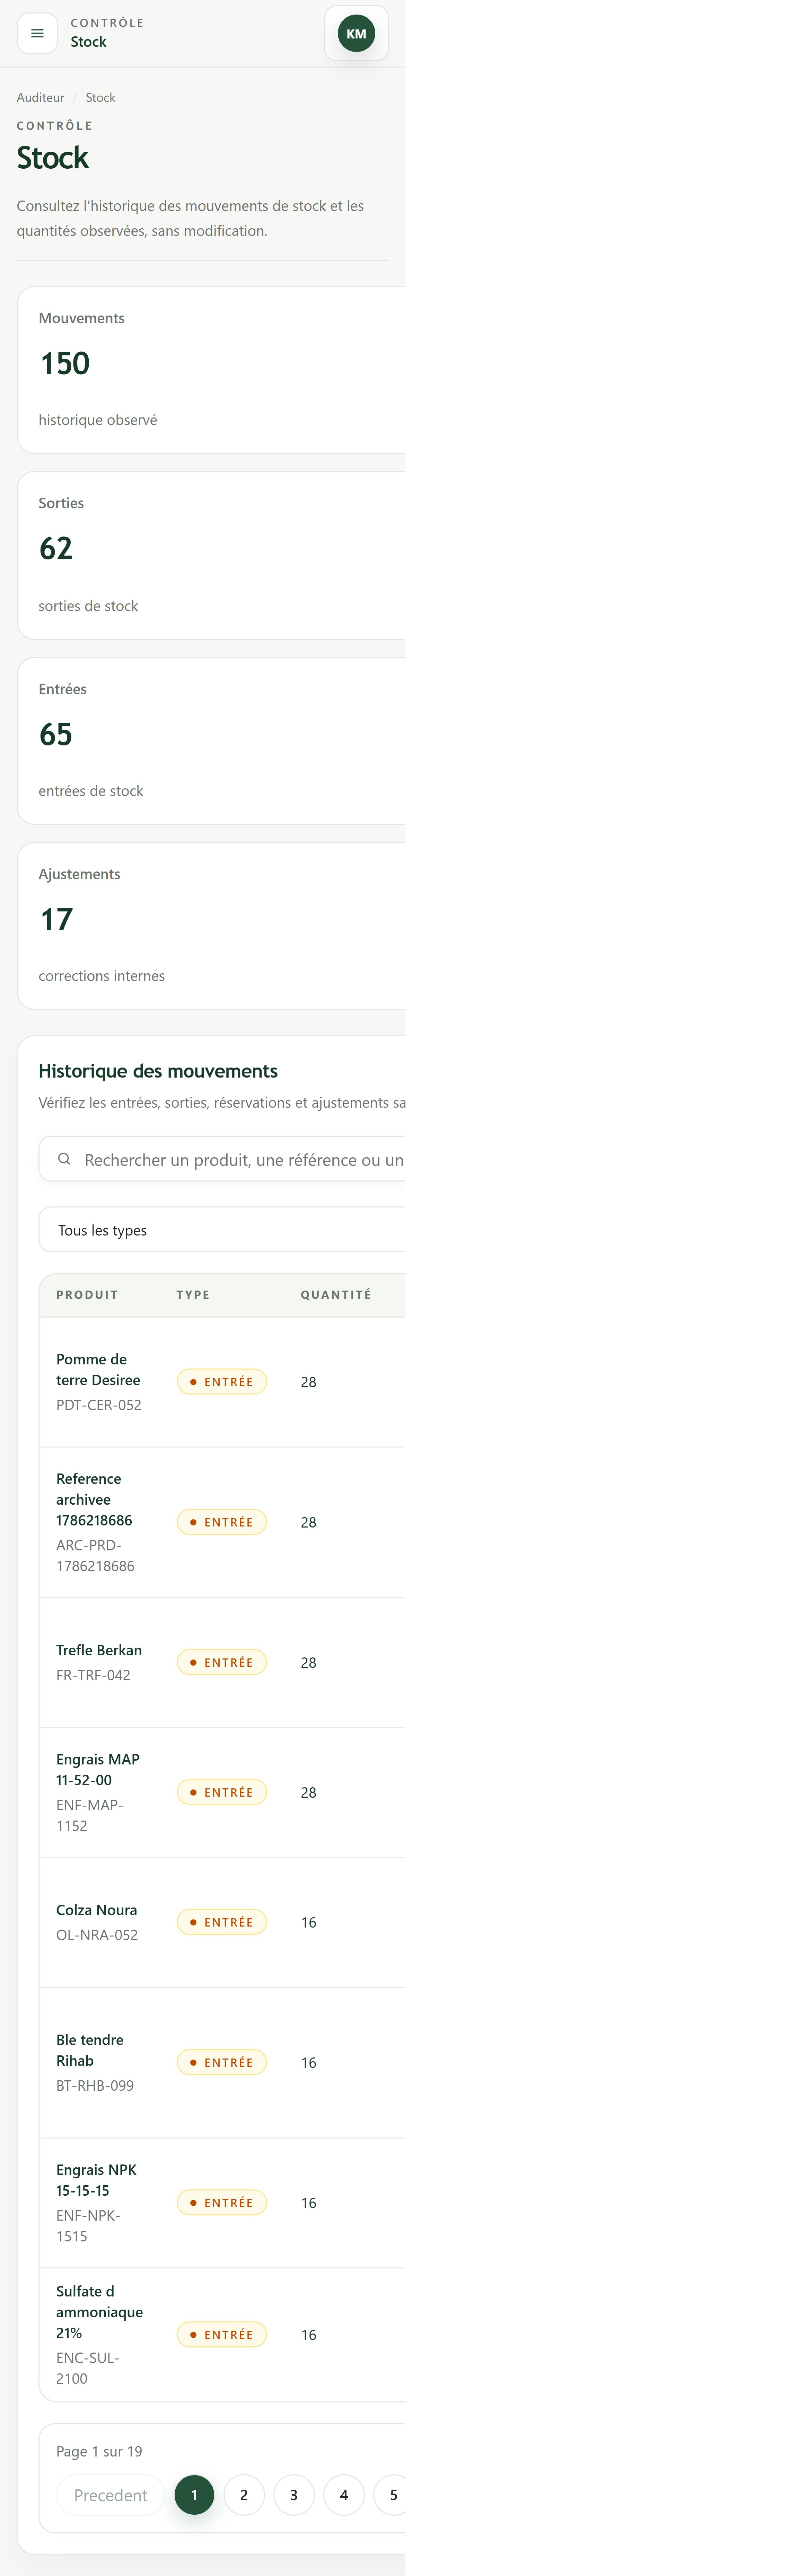 CONTRÔLE
Stock
KM
Auditeur / Stock
CONTRÔLE
Stock
Consultez l’historique des mouvements de stock et les
quantités observées, sans modification.
Mouvements
150
historique observé
Sorties
62
sorties de stock
Entrées
65
entrées de stock
Ajustements
17
corrections internes
Historique des mouvements
Vérifiez les entrées, sorties, réservations et ajustements sa
Rechercher un produit, une référence ou un
Tous les types
PRODUIT TYPE QUANTITÉ
Pomme de
terre Desiree
PDT-CER-052
ENTRÉE
28
Reference
archivee
1786218686
ARC-PRD-
1786218686
ENTRÉE
28
Trefle Berkan
FR-TRF-042
ENTRÉE
28
Engrais MAP
11-52-00
ENF-MAP-
1152
ENTRÉE
28
Colza Noura
OL-NRA-052
ENTRÉE
16
Ble tendre
Rihab
BT-RHB-099
ENTRÉE
16
Engrais NPK
15-15-15
ENF-NPK-
1515
ENTRÉE
16
Sulfate d
ammoniaque
21%
ENC-SUL-
2100
ENTRÉE
16
Page 1 sur 19
Precedent 1 2 3 4 5